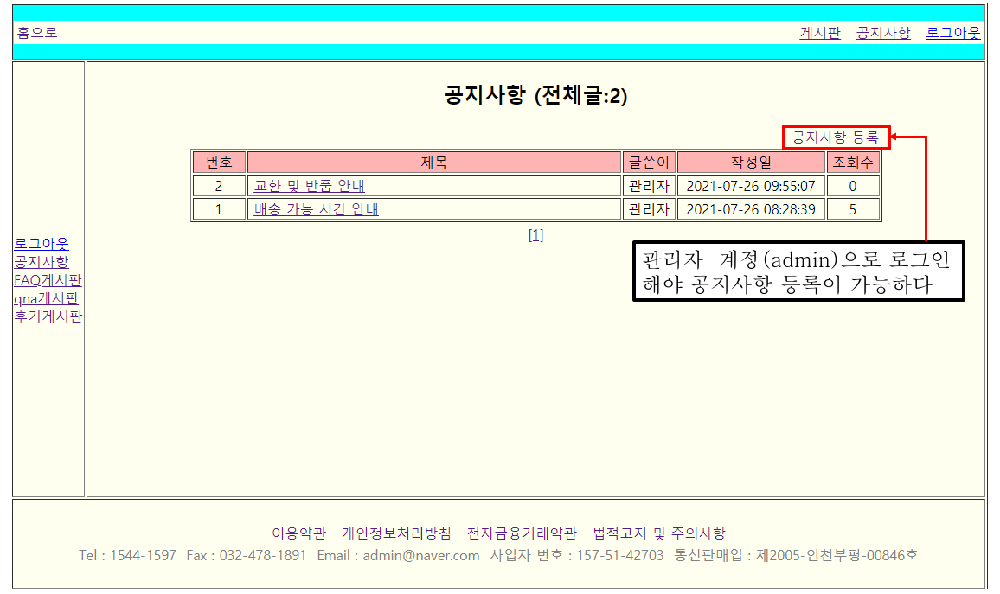 홈으로 게시판 공지사항 로그아웃
공지사항 (전체글:2)
공지사항 등록
번호 제목 글쓴이 작성일 조회수
2 교환 및 반품 안내 관리자 2021-07-26 09:55:07 0
1 배송 가능 시간 안내 관리자 2021-07-26 08:28:39 5
[1]
관리자 계정(admin)으로 로그인
해야 공지사항 등록이 가능하다
로그아웃
공지사항
FAQ게시판
qna게시판
후기게시판
이용약관 개인정보처리방침 전자금융거래약관 법적고지 및 주의사항
Tel : 1544-1597 Fax : 032-478-1891 Email : admin@naver.com 사업자 번호 : 157-51-42703 통신판매업 : 제2005-인천부평-00846호